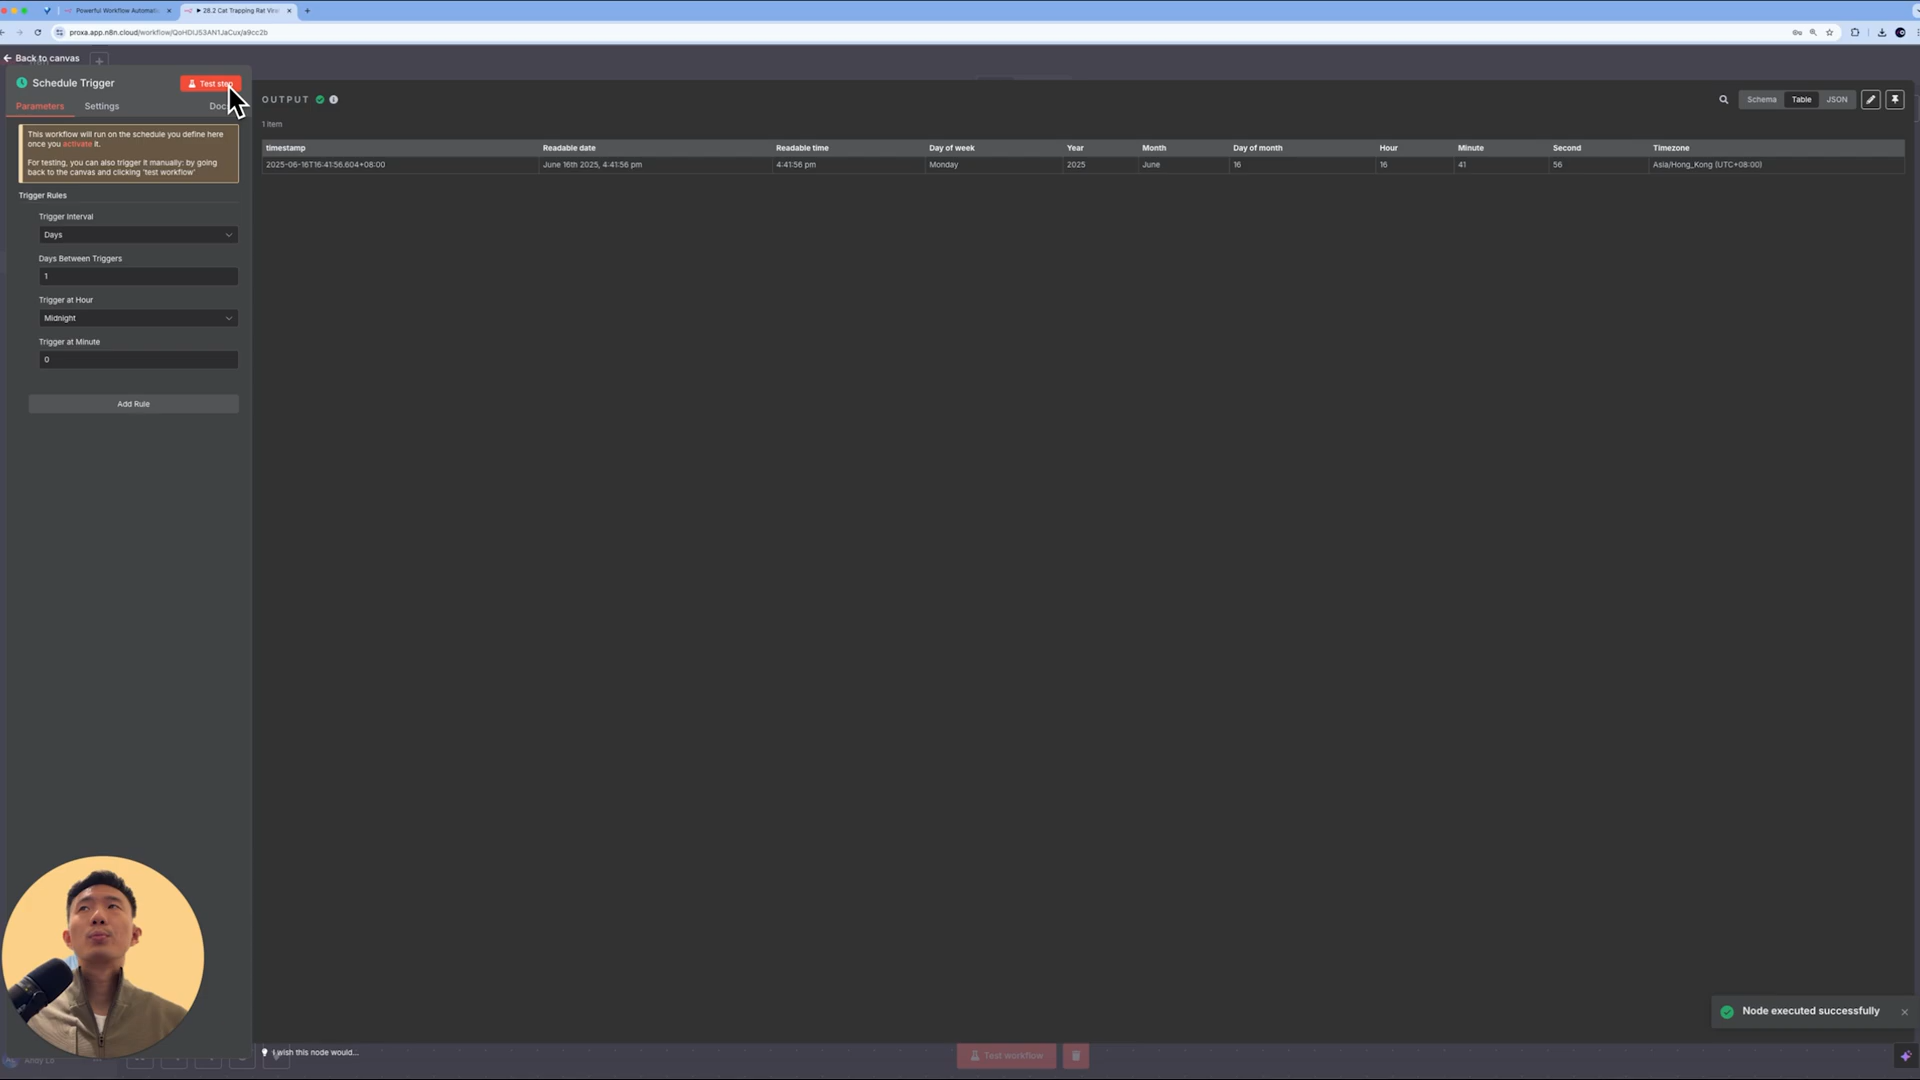 Powerful Workflow Automati
28.2 Cat Trapping Rat Viral
proxa.app.n8n.cloud/workflow/QoHDIJ53AN1JaCux/a9cc2b
Back to canvas
Schedule Trigger
Test step
Parameters
Settings
Doc
This workflow will run on the schedule you define here
once you activate it.
For testing, you can also trigger it manually: by going
back to the canvas and clicking 'test workflow'
Trigger Rules
Trigger Interval
Days
Days Between Triggers
1
Trigger at Hour
Midnight
Trigger at Minute
0
Add Rule
OUTPUT
Schema
Table
JSON
1 item
timestamp Readable date Readable time Day of week Year Month Day of month Hour Minute Second Timezone
2025-06-16T16:41:56.604+08:00 June 16th 2025, 4:41:56 pm 4:41:56 pm Monday 2025 June 16 16 41 56 Asia/Hong_Kong (UTC+08:00)
Node executed successfully
I wish this node would...
Test workflow
Andy Lo